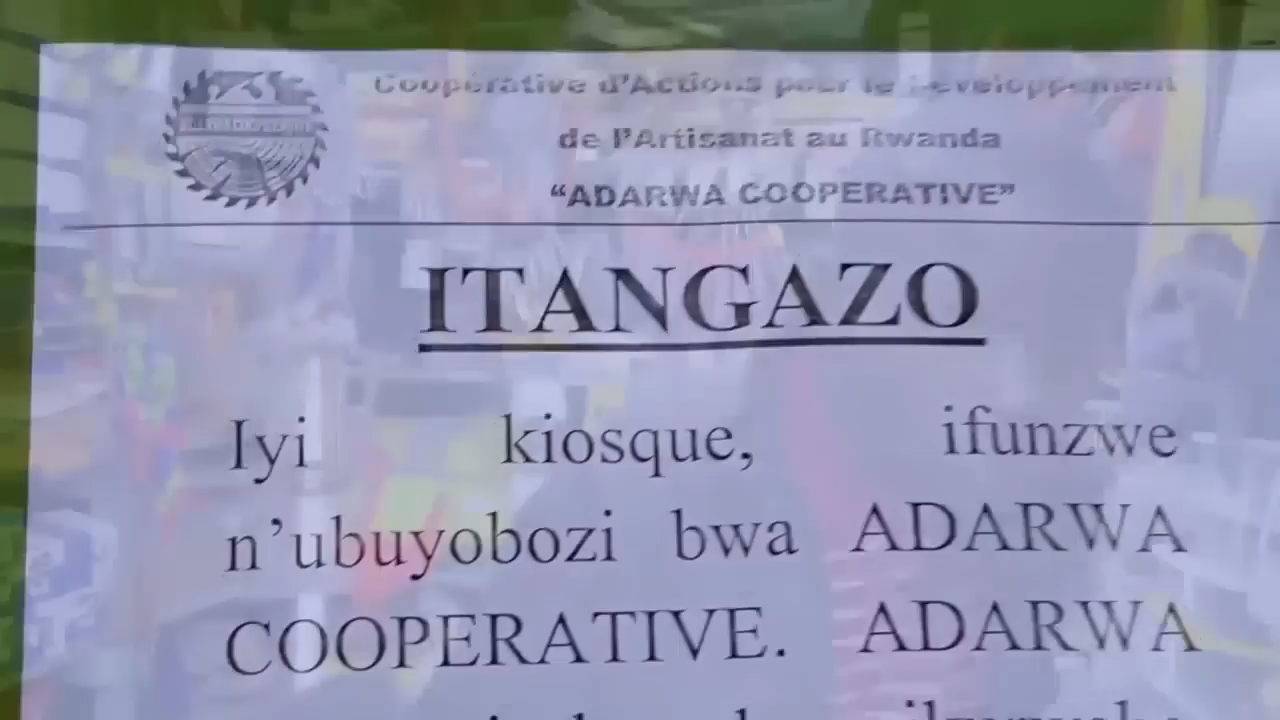 Coopérative d'Actions pour le Developpement
de l'Artisanat au Rwanda
“ADARWA COOPERATIVE”
ITANGAZO
Iyi kiosque, ifunzwe
n’ubuyobozi bwa ADARWA
COOPERATIVE. ADARWA